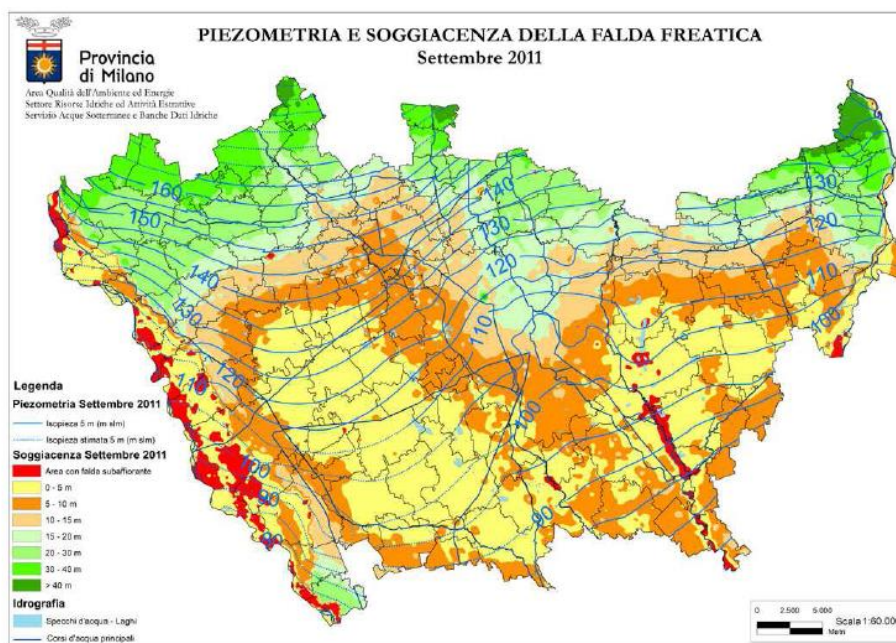 PIEZOMETRIA E SOGGIACENZA DELLA FALDA FREATICA
Settembre 2011
Provincia
di Milano
Area Qualità dell'Ambiente ed Energie
Settore Risorse Idriche ed Attività Estrattive
Servizio Acque Sotterranee e Banche Dati Idriche
160
150
140
130
120
110
100
90
80
140
130
120
110
100
90
130
120
110
100
90
Legenda
Piezometria Settembre 2011
Isopieza 5 m (m slm)
Isopieza stimata 5 m (m slm)
Soggiacenza Settembre 2011
Area con falda subaffiorante
0 - 5 m
5 - 10 m
10 - 15 m
15 - 20 m
20 - 30 m
30 - 40 m
> 40 m
Idrografia
Specchi d'acqua - Laghi
Corsi d'acqua principali
0 2.500 5.000
Metri
Scala 1:60.00